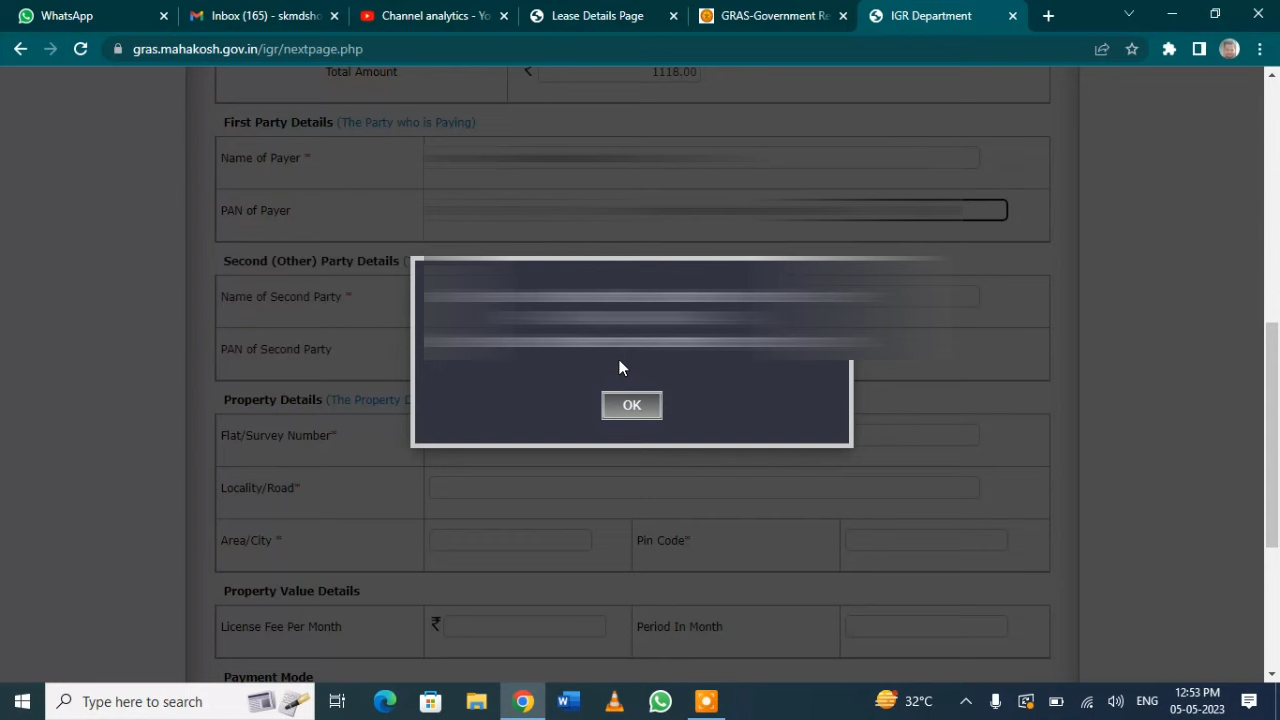 WhatsApp
Inbox (165) - skmdsho
Channel analytics - Yo
Lease Details Page
GRAS-Government Re
IGR Department
gras.mahakosh.gov.in/igr/nextpage.php
Total Amount ₹ 1118.00
First Party Details (The Party who is Paying)
Name of Payer *
PAN of Payer
Second (Other) Party Details (
Name of Second Party *
PAN of Second Party
OK
Property Details (The Property D
Flat/Survey Number*
Locality/Road*
Area/City * Pin Code*
Property Value Details
License Fee Per Month ₹ Period In Month
Payment Mode
Type here to search
32°C
ENG
12:53 PM
05-05-2023